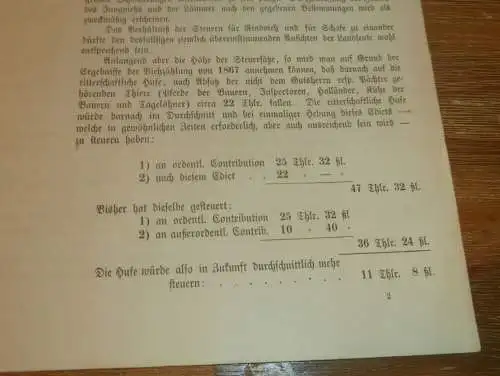 des Jungviehs und der Lämmer nach den gegebenen Bestimmungen wird als
zweckmäßig erscheinen.
Das Verhältniß der Steuern für Rindvieh und für Schafe zu einander
dürfte den desfallsigen ziemlich übereinstimmenden Ansichten der Landleute wohl
entsprechend sein.
Anlangend aber die Höhe der Steuersätze, so wird man auf Grund der
Ergebnisse der Viehzählung von 1867 annehmen können, daß darnach auf die
ritterschaftliche Hufe, nach Absatz der nicht dem Gutsherrn resp. Pächter ge-
hörenden Thiere (Pferde der Bauern, Inspectoren, Holländer, Kühe der
Bauern und Tagelöhner) circa 22 Thlr. fallen. Die ritterschaftliche Hufe
würde darnach im Durchschnitt und bei einmaliger Hebung dieses Edicts —
welche in gewöhnlichen Zeiten erforderlich, aber auch ausreichend sein wird —
zu steuern haben:
1) an ordentl. Contribution 25 Thlr. 32 ßl.
2) nach diesem Edict . . 22 „ — „
47 Thlr. 32 ßl.
Bisher hat dieselbe gesteuert:
1) an ordentl. Contribution 25 Thlr. 32 ßl
2) an außerordentl. Contrib. 10 „ 40 „
36 Thlr. 24 ßl.
Die Hufe würde also in Zukunft durchschnittlich mehr
steuern: . . . . . . . . . 11 Thlr. 8 ßl.
2